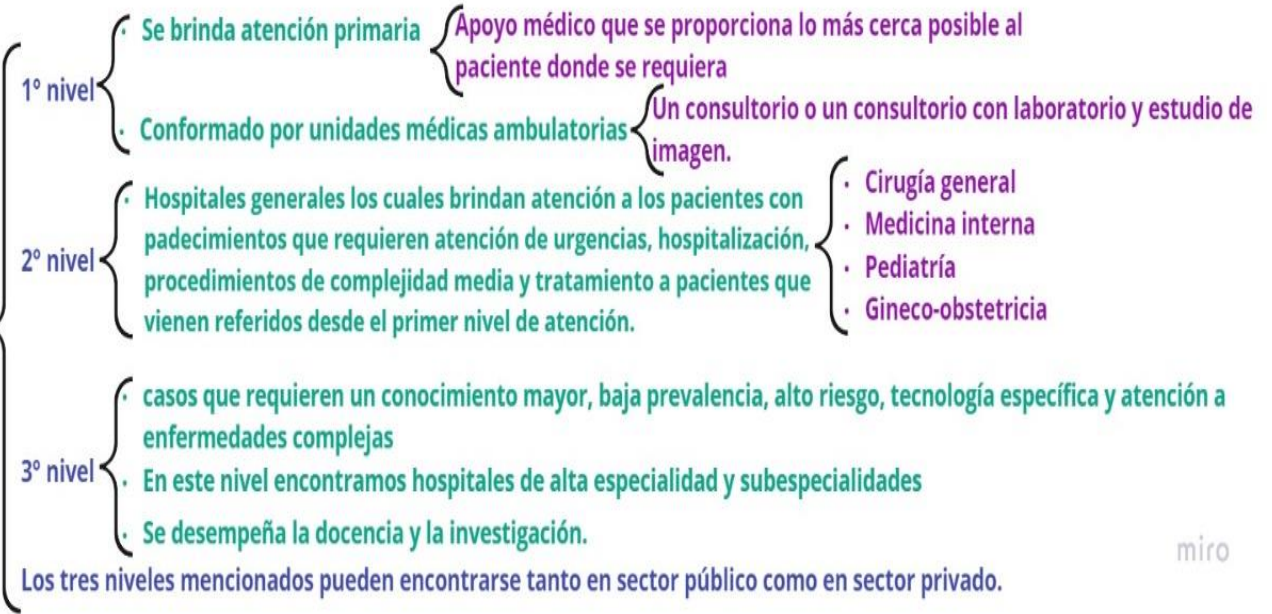 1º nivel
· Se brinda atención primaria
Apoyo médico que se proporciona lo más cerca posible al
paciente donde se requiera
· Conformado por unidades médicas ambulatorias
Un consultorio o un consultorio con laboratorio y estudio de
imagen.
2º nivel
· Hospitales generales los cuales brindan atención a los pacientes con
padecimientos que requieren atención de urgencias, hospitalización,
procedimientos de complejidad media y tratamiento a pacientes que
vienen referidos desde el primer nivel de atención.
· Cirugía general
· Medicina interna
· Pediatría
· Gineco-obstetricia
3º nivel
· casos que requieren un conocimiento mayor, baja prevalencia, alto riesgo, tecnología específica y atención a
enfermedades complejas
· En este nivel encontramos hospitales de alta especialidad y subespecialidades
· Se desempeña la docencia y la investigación.
Los tres niveles mencionados pueden encontrarse tanto en sector público como en sector privado.
miro